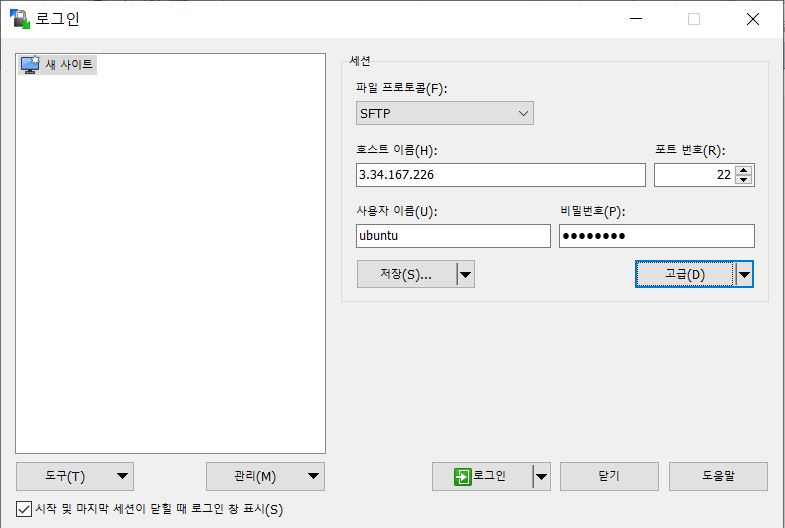 로그인
새 사이트
세션
파일 프로토콜(F):
SFTP
호스트 이름(H):
포트 번호(R):
3.34.167.226
22
사용자 이름(U):
비밀번호(P):
ubuntu
●●●●●●●●
저장(S)...
고급(D)
도구(T)
관리(M)
로그인
닫기
도움말
시작 및 마지막 세션이 닫힐 때 로그인 창 표시(S)